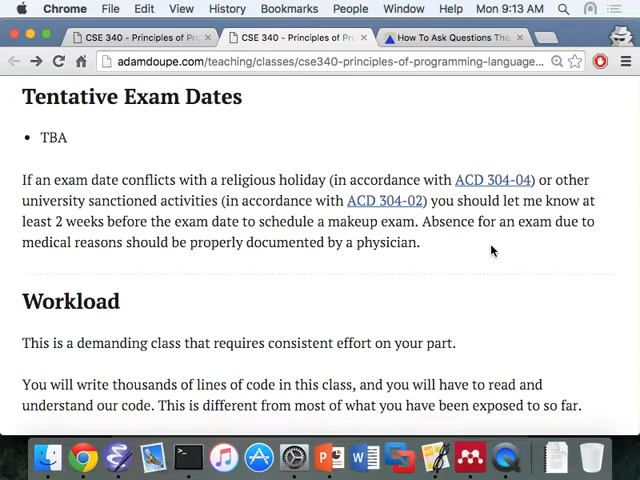 Chrome File Edit View History Bookmarks People Window Help Mon 9:13 AM
CSE 340 - Principles of Pro
CSE 340 - Principles of Pro
How To Ask Questions The
adamdoupe.com/teaching/classes/cse340-principles-of-programming-language...
Tentative Exam Dates
• TBA
If an exam date conflicts with a religious holiday (in accordance with ACD 304-04) or other
university sanctioned activities (in accordance with ACD 304-02) you should let me know at
least 2 weeks before the exam date to schedule a makeup exam. Absence for an exam due to
medical reasons should be properly documented by a physician.
Workload
This is a demanding class that requires consistent effort on your part.
You will write thousands of lines of code in this class, and you will have to read and
understand our code. This is different from most of what you have been exposed to so far.